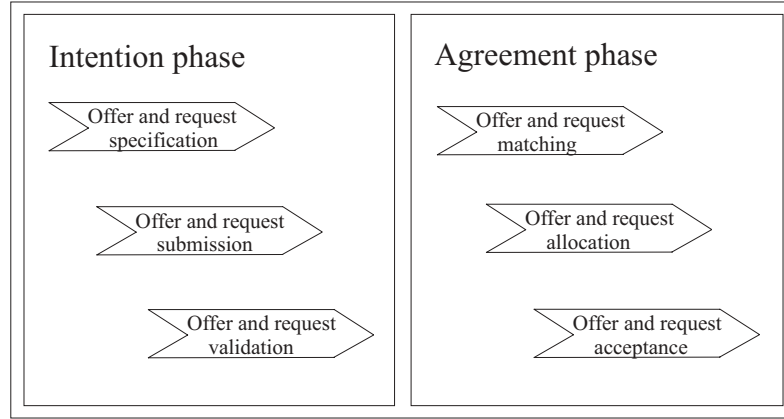 Intention phase
Offer and request
specification
Offer and request
submission
Offer and request
validation
Agreement phase
Offer and request
matching
Offer and request
allocation
Offer and request
acceptance